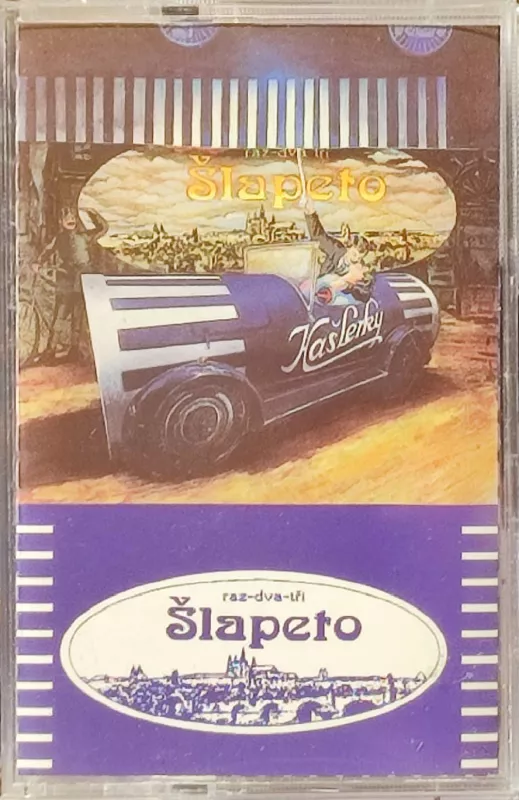 raz-dva-tři
Šlapeto
Kašlerky
raz-dva-tři
Šlapeto